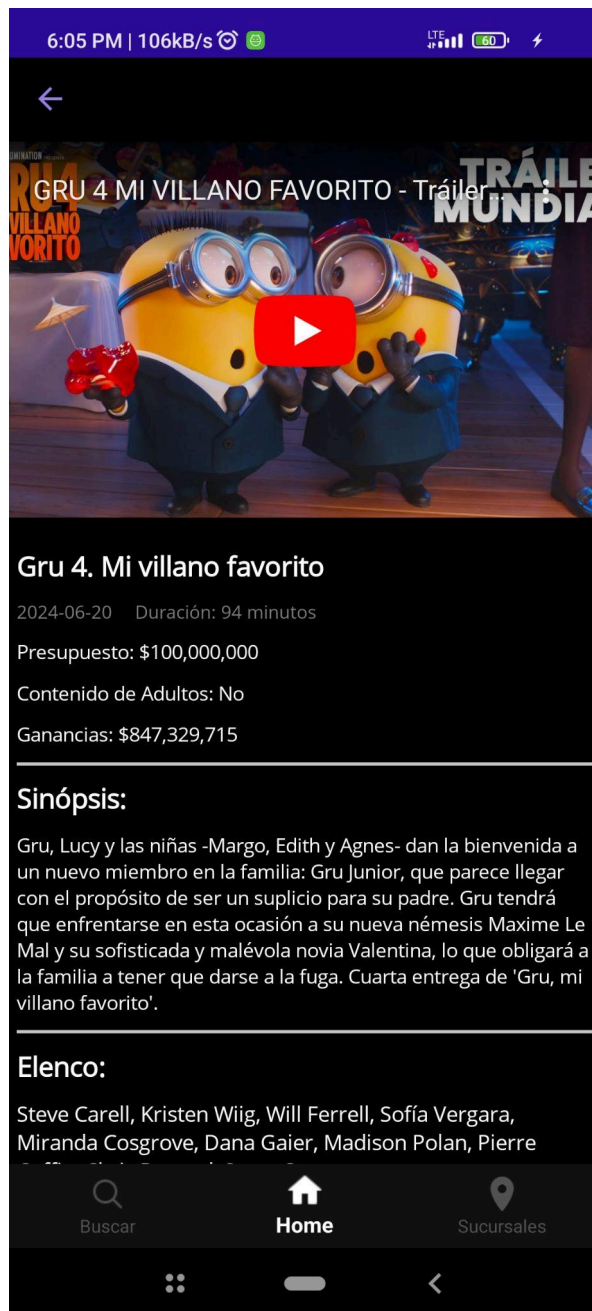 6:05 PM | 106kB/s
LTE
60
ILLUMINATION
GRU 4 MI VILLANO FAVORITO - Tráiler...
TRÁILE
MUNDIA
RU4
VILLANO
VORITO
Gru 4. Mi villano favorito
2024-06-20 Duración: 94 minutos
Presupuesto: $100,000,000
Contenido de Adultos: No
Ganancias: $847,329,715
Sinópsis:
Gru, Lucy y las niñas -Margo, Edith y Agnes- dan la bienvenida a
un nuevo miembro en la familia: Gru Junior, que parece llegar
con el propósito de ser un suplicio para su padre. Gru tendrá
que enfrentarse en esta ocasión a su nueva némesis Maxime Le
Mal y su sofisticada y malévola novia Valentina, lo que obligará a
la familia a tener que darse a la fuga. Cuarta entrega de 'Gru, mi
villano favorito'.
Elenco:
Steve Carell, Kristen Wiig, Will Ferrell, Sofía Vergara,
Miranda Cosgrove, Dana Gaier, Madison Polan, Pierre
Buscar
Home
Sucursales